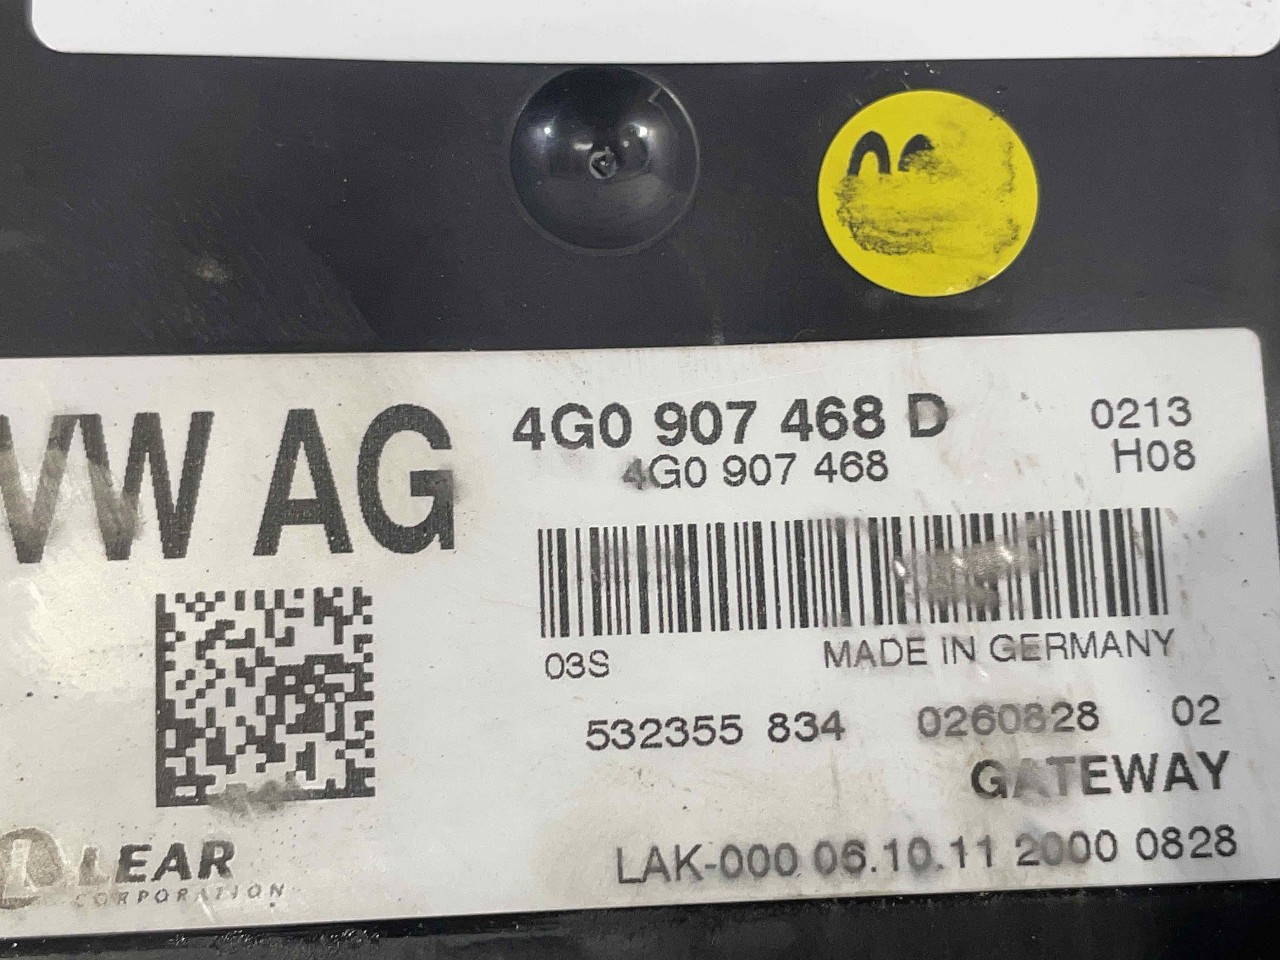 VW AG
4G0 907 468 D 0213
4G0 907 468 H08
03S MADE IN GERMANY
532355 834 0260828 02
GATEWAY
LEAR
CORPORATION
LAK-000 06.10.11 2000 0828